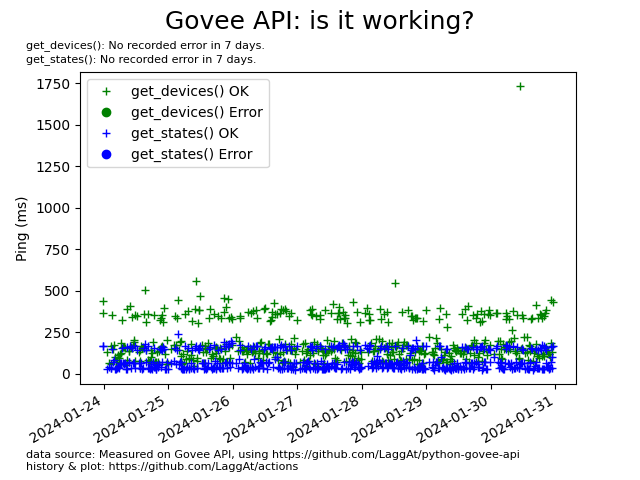 Govee API: is it working?
get_devices(): No recorded error in 7 days.
get_states(): No recorded error in 7 days.
1750
1500
1250
1000
750
500
250
0
Ping (ms)
get_devices() OK
get_devices() Error
get_states() OK
get_states() Error
2024-01-24
2024-01-25
2024-01-26
2024-01-27
2024-01-28
2024-01-29
2024-01-30
2024-01-31
data source: Measured on Govee API, using https://github.com/LaggAt/python-govee-api
history & plot: https://github.com/LaggAt/actions